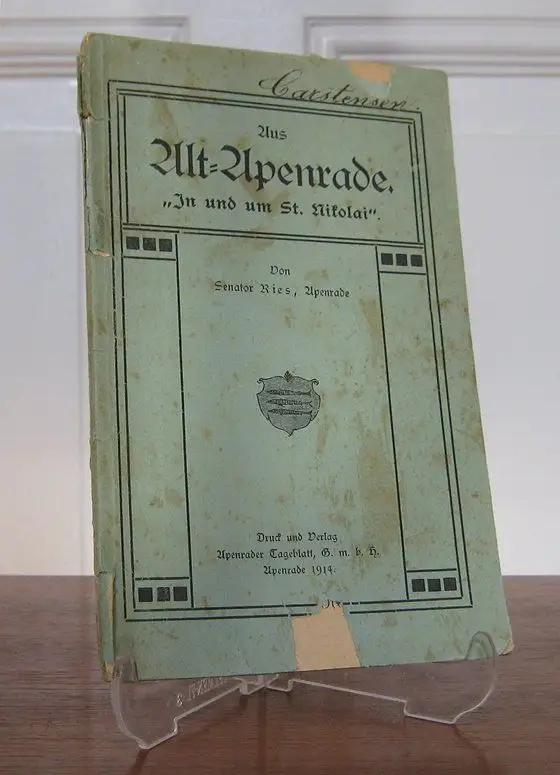 Carstensen.
Aus
Alt=Apenrade.
„In und um St. Nikolai“.
Von
Senator Ries, Apenrade
Druck und Verlag
Apenrader Tageblatt, G. m. b. H.
Apenrade 1914.